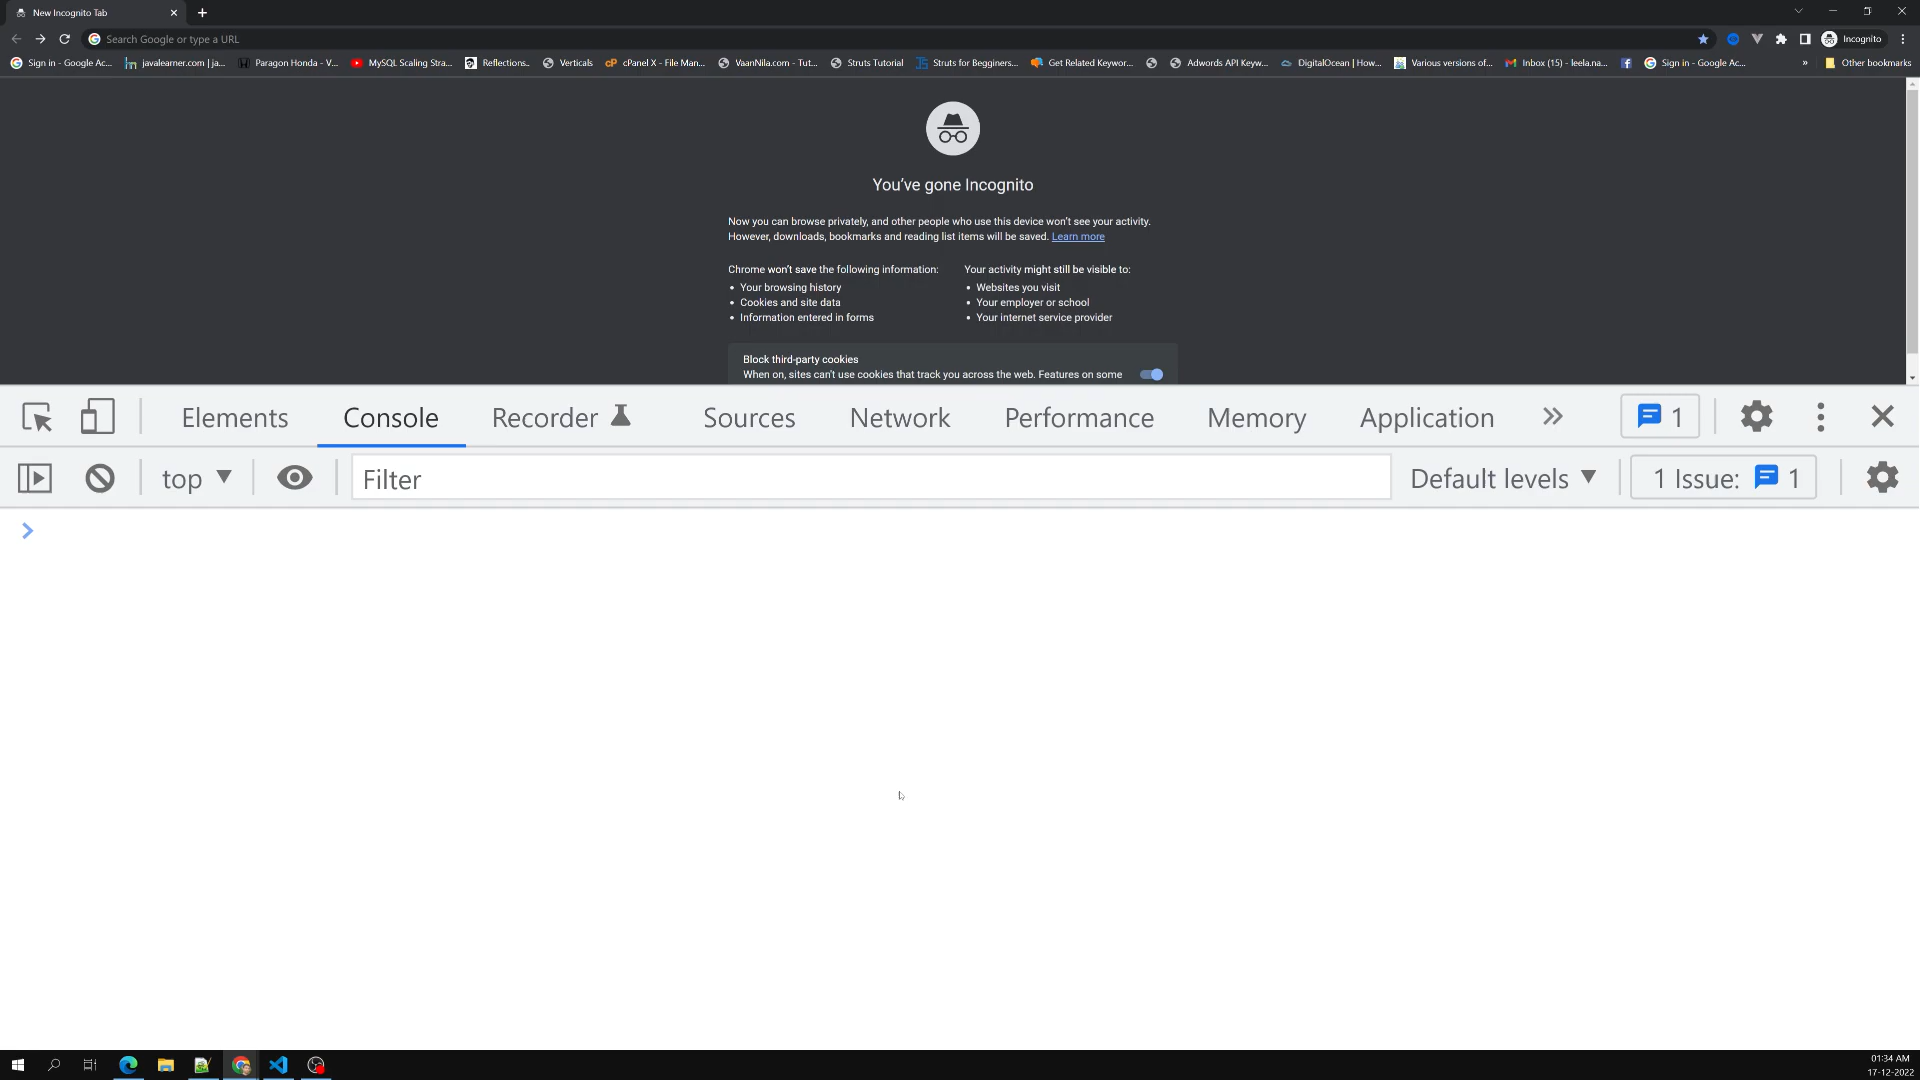 New Incognito Tab
Search Google or type a URL
Incognito
Sign in - Google Ac...
javalearner.com | ja...
Paragon Honda - V...
MySQL Scaling Stra...
Reflections..
Verticals
cPanel X - File Man...
VaanNila.com - Tut...
Struts Tutorial
Struts for Begginers...
Get Related Keywor...
Adwords API Keyw...
DigitalOcean | How...
Various versions of...
Inbox (15) - leela.na...
Sign in - Google Ac...
»
Other bookmarks
You've gone Incognito
Now you can browse privately, and other people who use this device won't see your activity.
However, downloads, bookmarks and reading list items will be saved. Learn more
Chrome won't save the following information:
• Your browsing history
• Cookies and site data
• Information entered in forms
Your activity might still be visible to:
• Websites you visit
• Your employer or school
• Your internet service provider
Block third-party cookies
When on, sites can't use cookies that track you across the web. Features on some
Elements
Console
Recorder
Sources
Network
Performance
Memory
Application
»
1
top
Filter
Default levels
1 Issue: 1
01:34 AM
17-12-2022